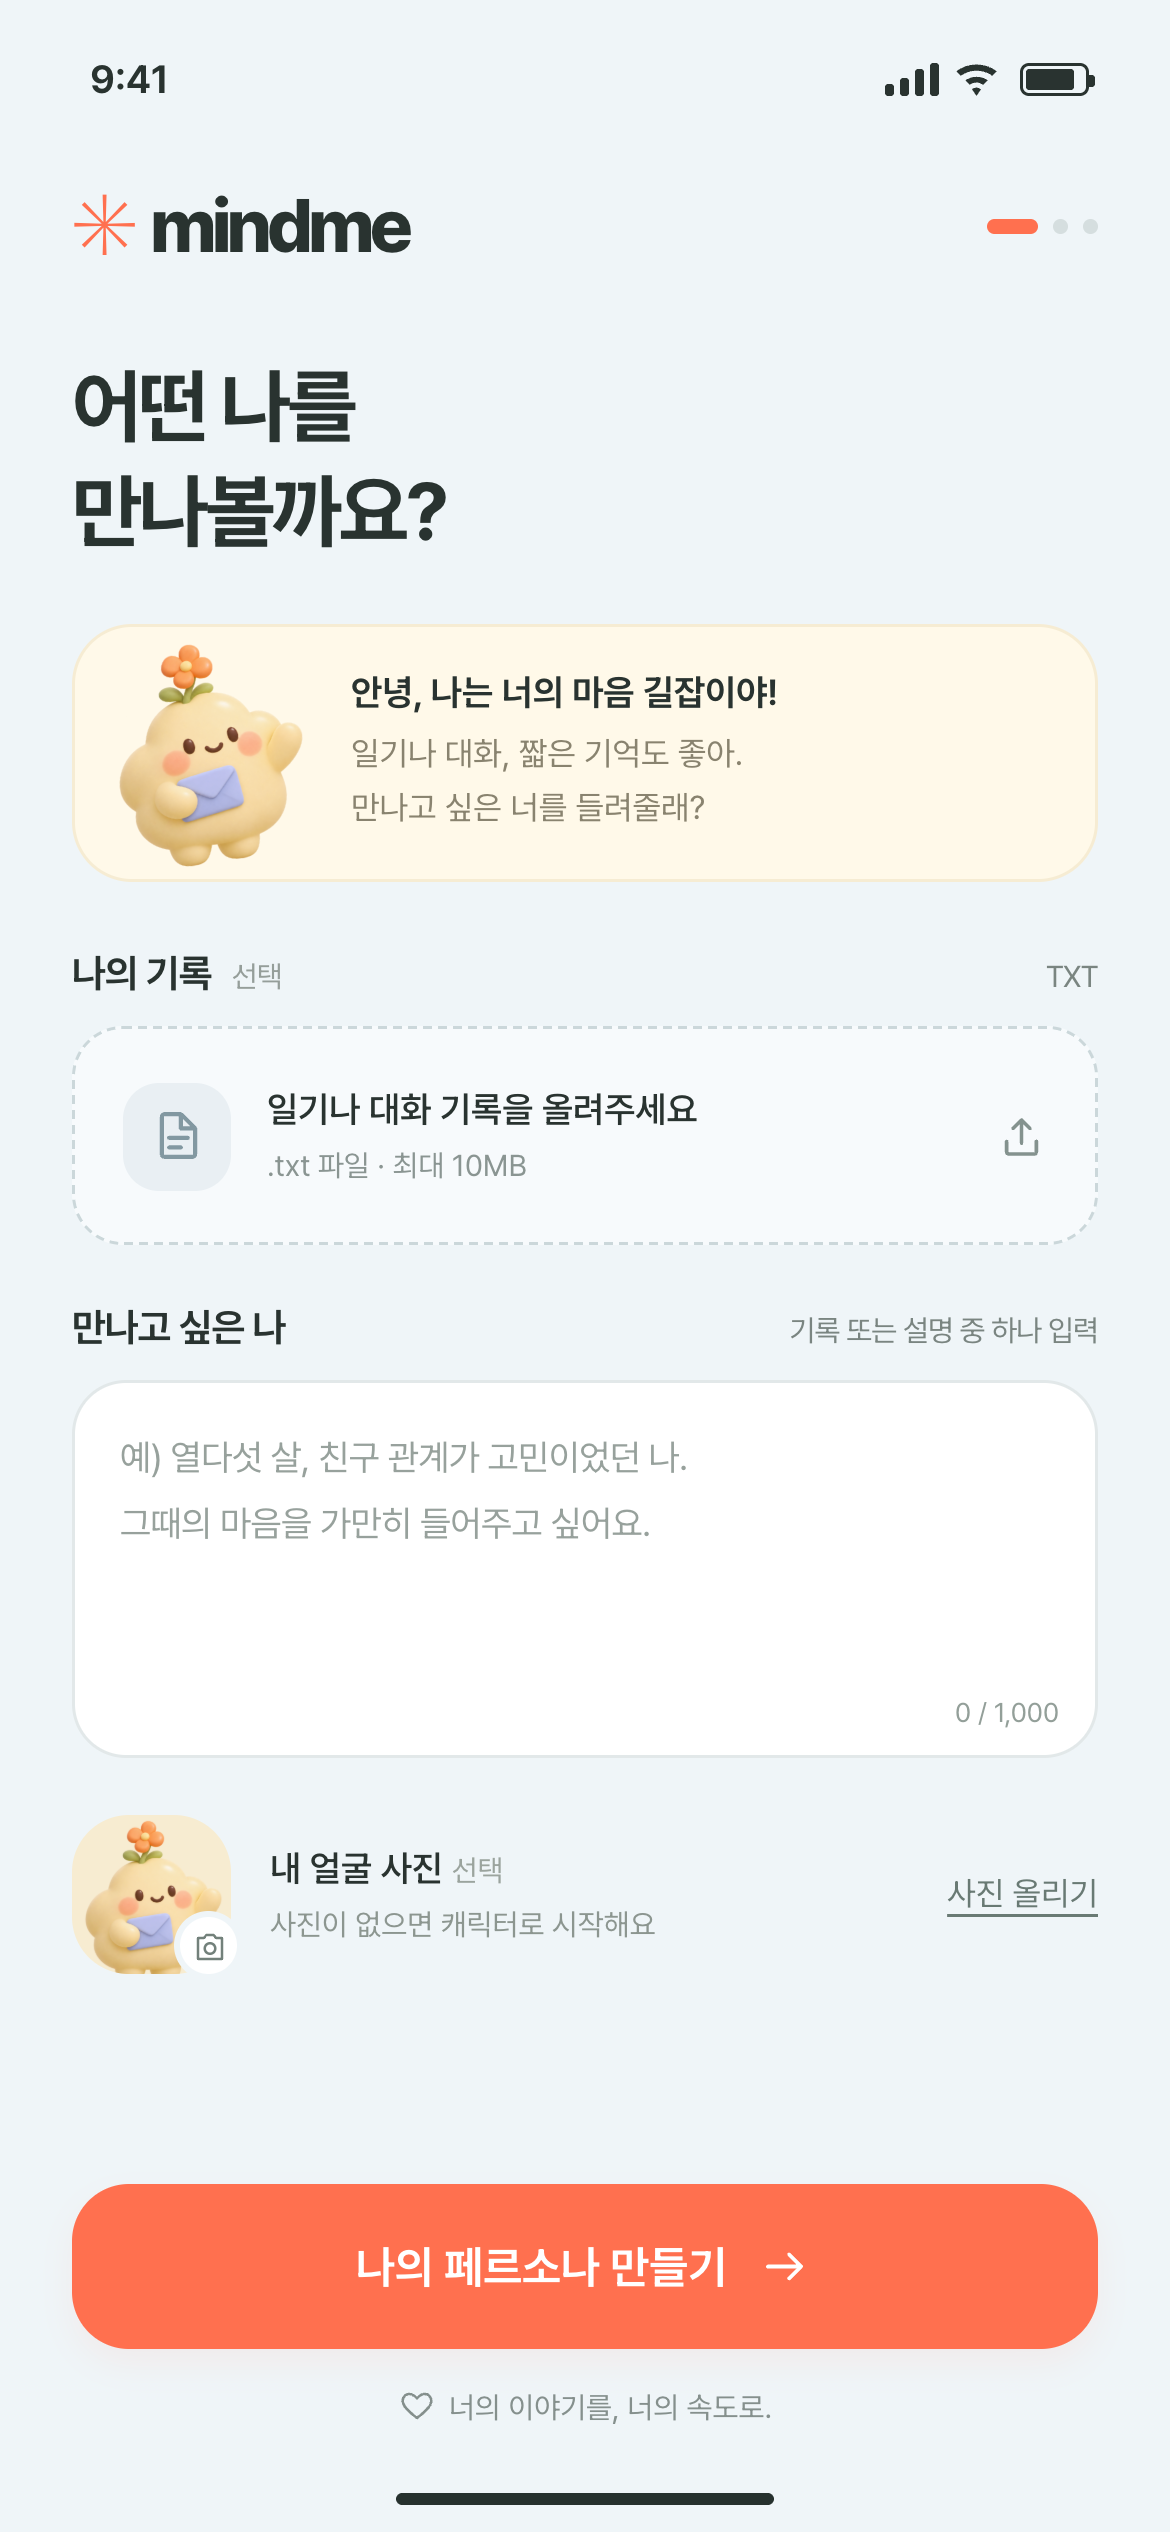 9:41
mindme
어떤 나를
만나볼까요?
안녕, 나는 너의 마음 길잡이야!
일기나 대화, 짧은 기억도 좋아.
만나고 싶은 너를 들려줄래?
나의 기록 선택 TXT
일기나 대화 기록을 올려주세요
.txt 파일 · 최대 10MB
만나고 싶은 나 기록 또는 설명 중 하나 입력
예) 열다섯 살, 친구 관계가 고민이었던 나.
그때의 마음을 가만히 들어주고 싶어요.
0 / 1,000
내 얼굴 사진 선택
사진이 없으면 캐릭터로 시작해요
사진 올리기
나의 페르소나 만들기 →
너의 이야기를, 너의 속도로.